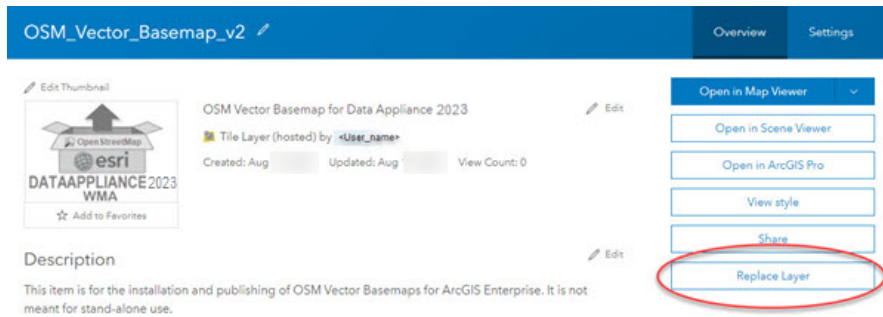 OSM_Vector_Basemap_v2
Overview
Settings
Edit Thumbnail
OpenStreetMap
esri
DATAAPPLIANCE 2023
WMA
Add to Favorites
OSM Vector Basemap for Data Appliance 2023
Edit
Tile Layer (hosted) by <User_name>
Created: Aug Updated: Aug View Count: 0
Open in Map Viewer
Open in Scene Viewer
Open in ArcGIS Pro
View style
Share
Replace Layer
Description
Edit
This item is for the installation and publishing of OSM Vector Basemaps for ArcGIS Enterprise. It is not
meant for stand-alone use.